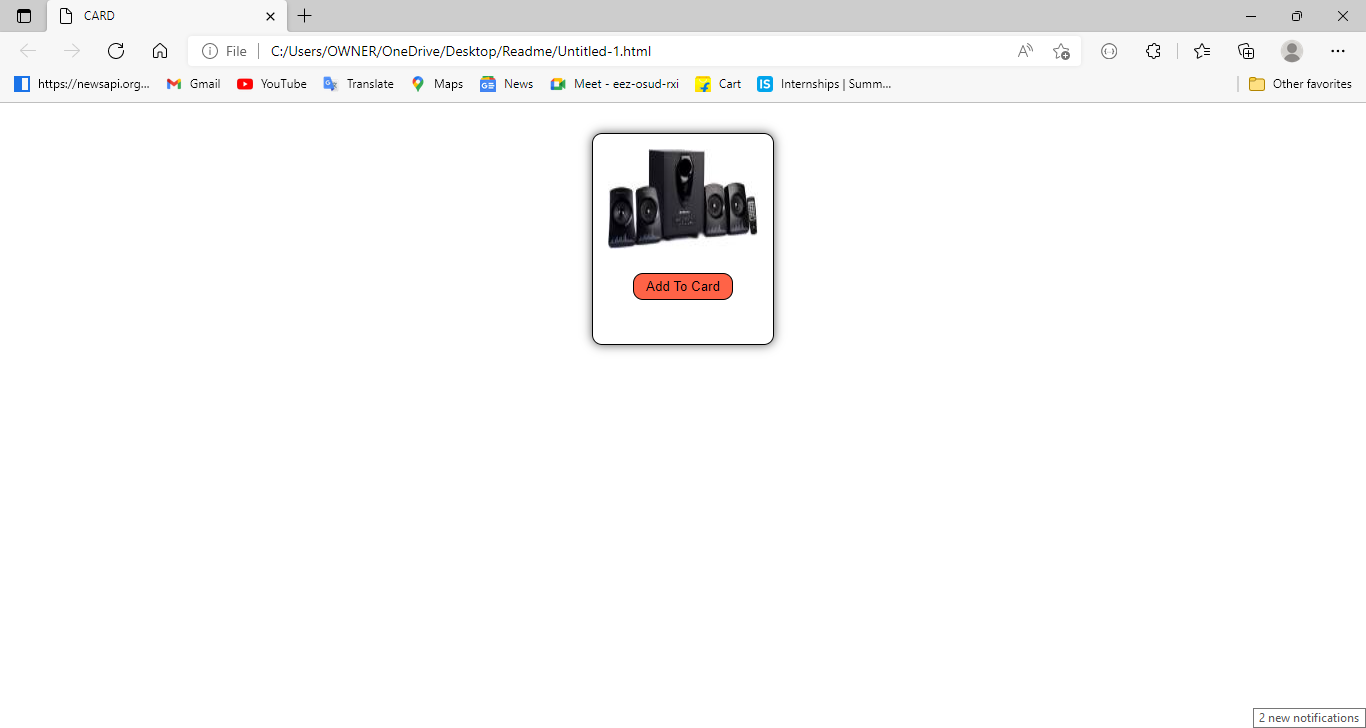 CARD
File
C:/Users/OWNER/OneDrive/Desktop/Readme/Untitled-1.html
https://newsapi.org... Gmail YouTube Translate Maps News Meet - eez-osud-rxi Cart Internships | Summ... Other favorites
Add To Card
2 new notifications